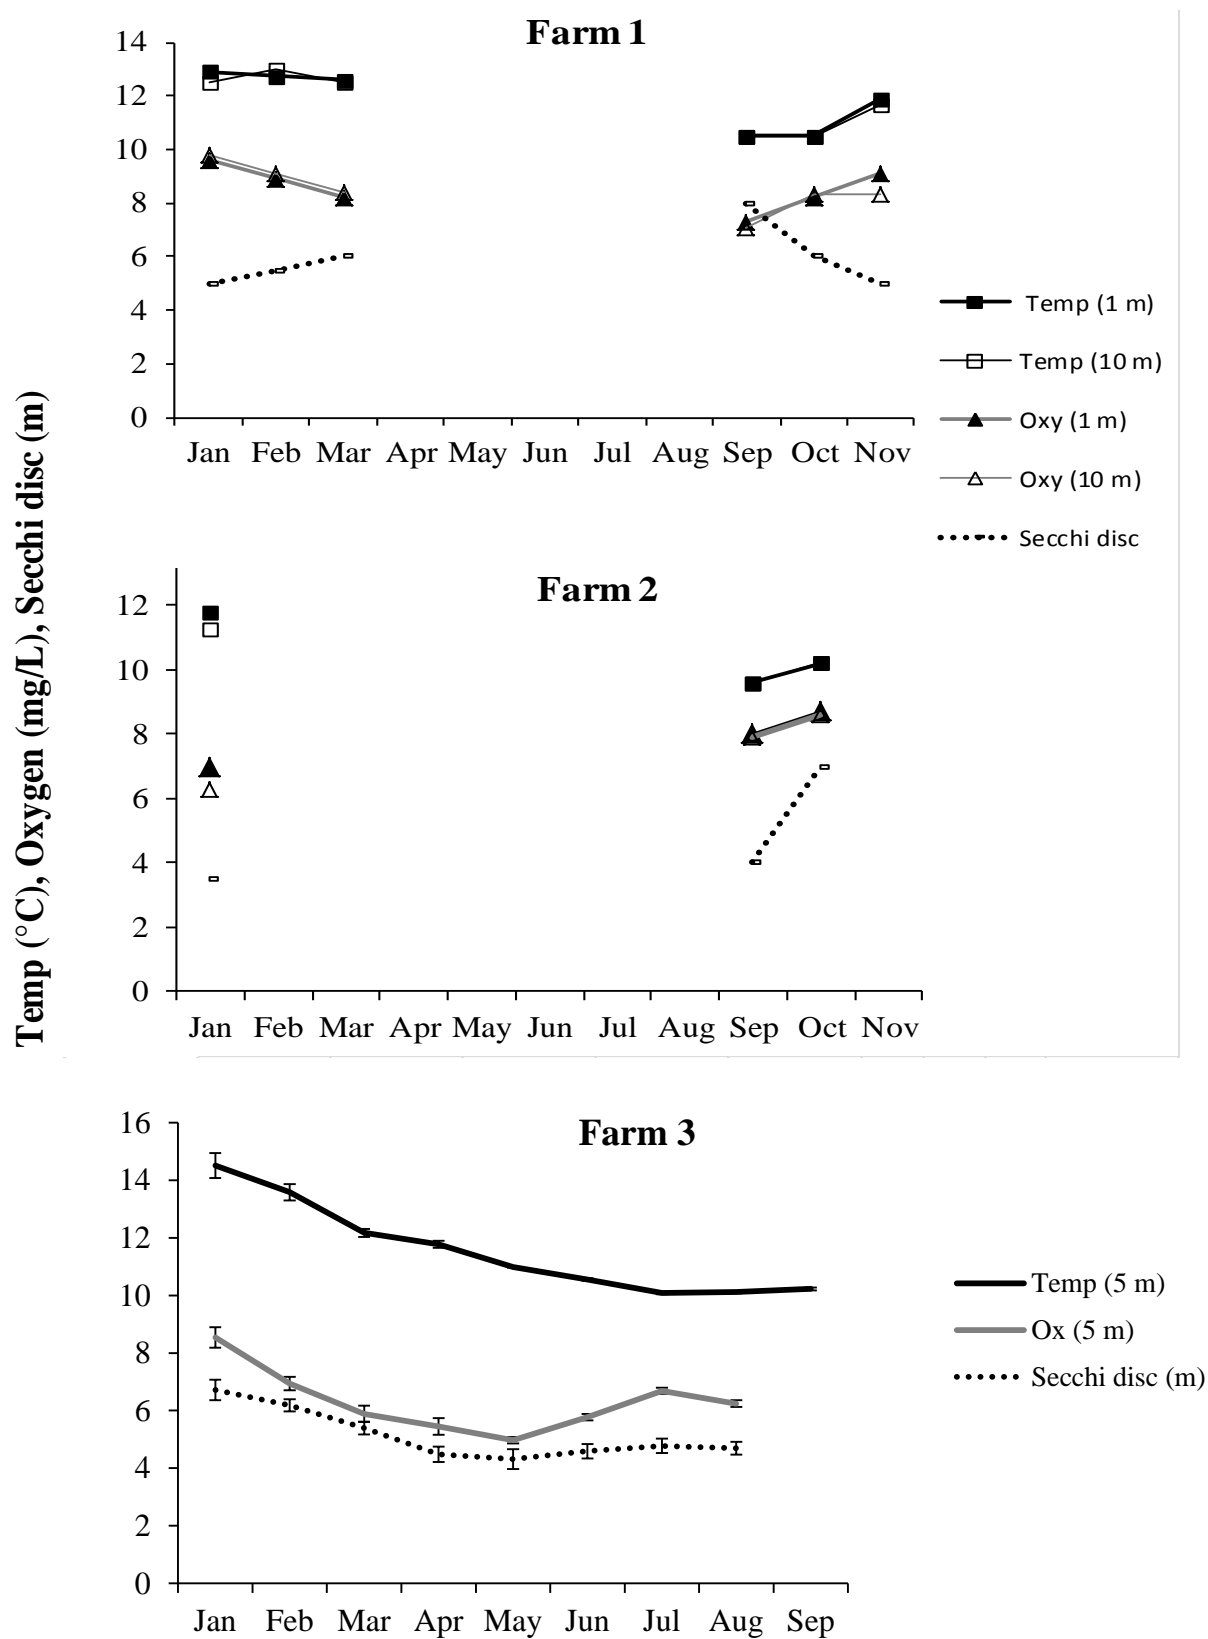 Farm 1
14
12
10
8
6
4
2
0
Jan Feb Mar Apr May Jun Jul Aug Sep Oct Nov
Temp (1 m)
Temp (10 m)
Oxy (1 m)
Oxy (10 m)
Secchi disc
Temp (°C), Oxygen (mg/L), Secchi disc (m)
Farm 2
12
10
8
6
4
2
0
Jan Feb Mar Apr May Jun Jul Aug Sep Oct Nov
Farm 3
16
14
12
10
8
6
4
2
0
Jan Feb Mar Apr May Jun Jul Aug Sep
Temp (5 m)
Ox (5 m)
Secchi disc (m)